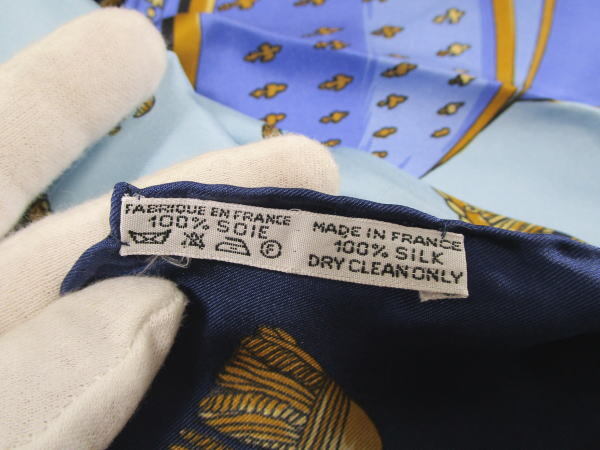 FABRIQUE EN FRANCE
100% SOIE
F
MADE IN FRANCE
100% SILK
DRY CLEAN ONLY